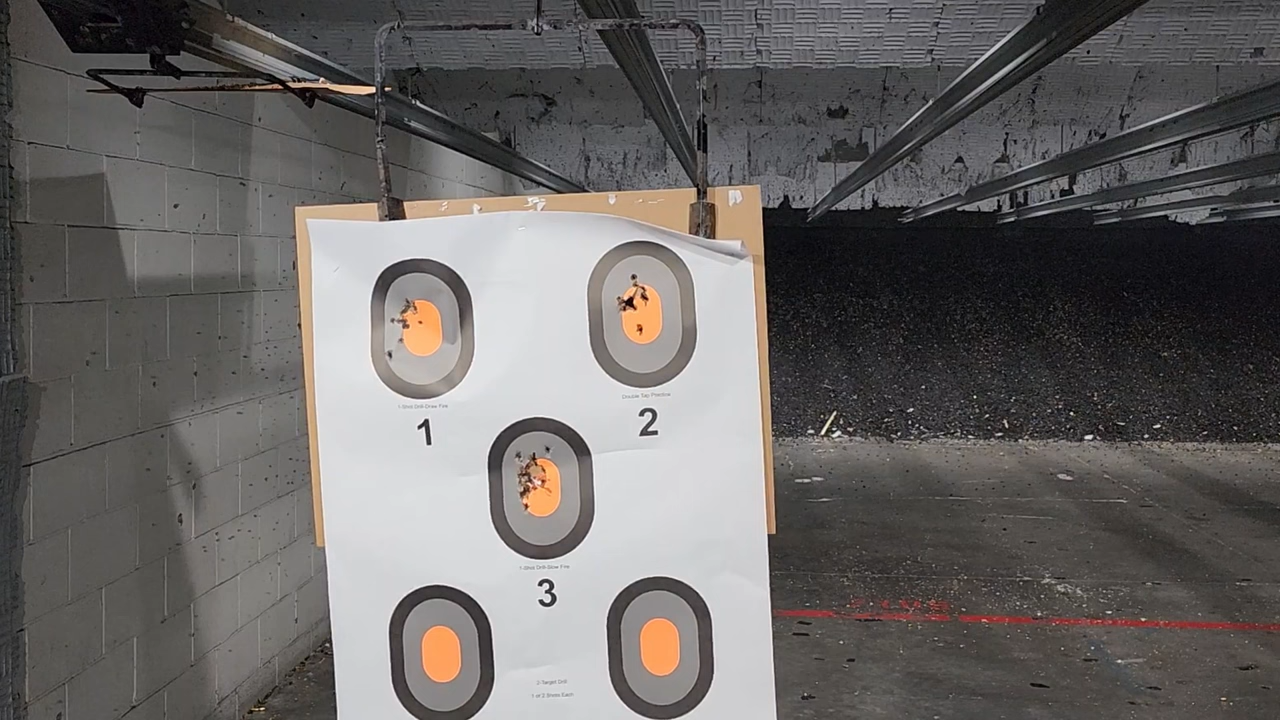 1-Shot Drill-Draw Fire
Double Tap Practice
1
2
1-Shot Drill-Slow Fire
3
2-Target Drill
1 of 2 Shots Each